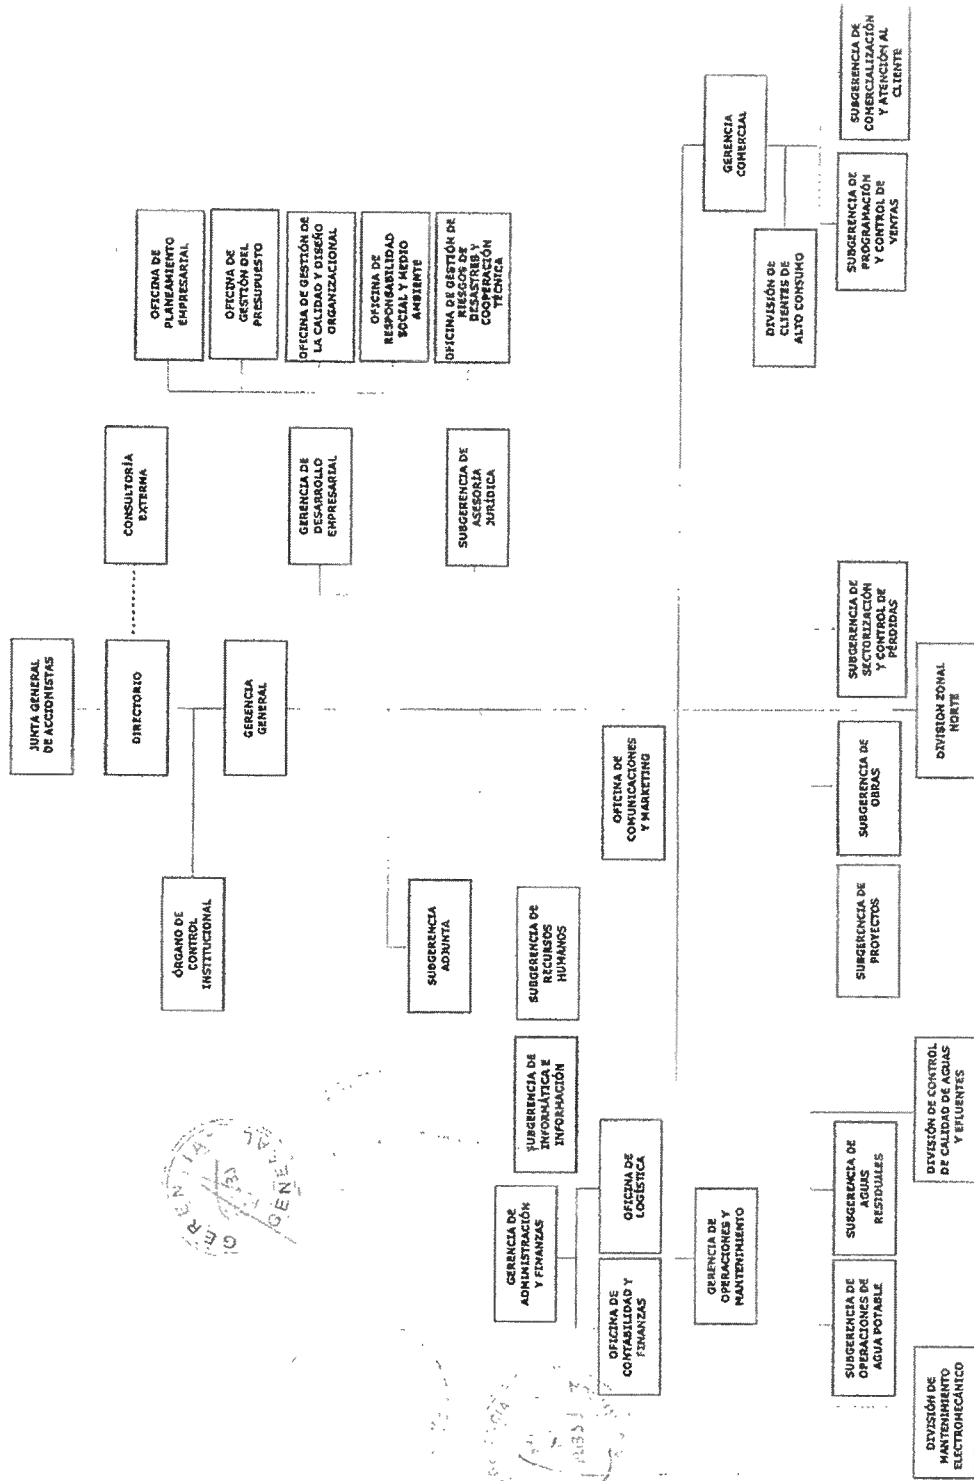 JUNTA GENERAL
DE ACCIONISTAS
DIRECTORIO
CONSULTORÍA
EXTERNA
ÓRGANO DE
CONTROL
INSTITUCIONAL
GERENCIA
GENERAL
OFICINA DE
PLANEAMIENTO
EMPRESARIAL
OFICINA DE
GESTIÓN DEL
PRESUPUESTO
OFICINA DE GESTIÓN DE
LA CALIDAD Y DISEÑO
ORGANIZACIONAL
OFICINA DE
RESPONSABILIDAD
SOCIAL Y MEDIO
AMBIENTE
OFICINA DE GESTIÓN DE
RIESGOS DE
DESASTRES Y
COOPERACIÓN
TÉCNICA
GERENCIA DE
DESARROLLO
EMPRESARIAL
SUBGERENCIA DE
ASESORÍA
JURÍDICA
SUBGERENCIA
ADJUNTA
GERENCIA DE
ADMINISTRACIÓN
Y FINANZAS
SUBGERENCIA DE
INFORMÁTICA E
INFORMACIÓN
SUBGERENCIA DE
RECURSOS
HUMANOS
OFICINA DE
CONTABILIDAD Y
FINANZAS
OFICINA DE
LOGÍSTICA
OFICINA DE
COMUNICACIONES
Y MARKETING
GERENCIA DE
OPERACIONES Y
MANTENIMIENTO
GERENCIA
COMERCIAL
DIVISIÓN DE
CLIENTES DE
ALTO CONSUMO
SUBGERENCIA DE
OPERACIONES DE
AGUA POTABLE
SUBGERENCIA DE
AGUAS
RESIDUALES
SUBGERENCIA DE
PROYECTOS
SUBGERENCIA DE
OBRAS
SUBGERENCIA DE
SECTORIZACIÓN
Y CONTROL DE
PÉRDIDAS
SUBGERENCIA DE
PROGRAMACIÓN
Y CONTROL DE
VENTAS
SUBGERENCIA DE
COMERCIALIZACIÓN
Y ATENCIÓN AL
CLIENTE
DIVISIÓN DE
MANTENIMIENTO
ELECTROMECÁNICO
DIVISIÓN DE CONTROL
DE CALIDAD DE AGUAS
Y EFLUENTES
DIVISION ZONAL
NORTE
GERENCIA
GENERAL